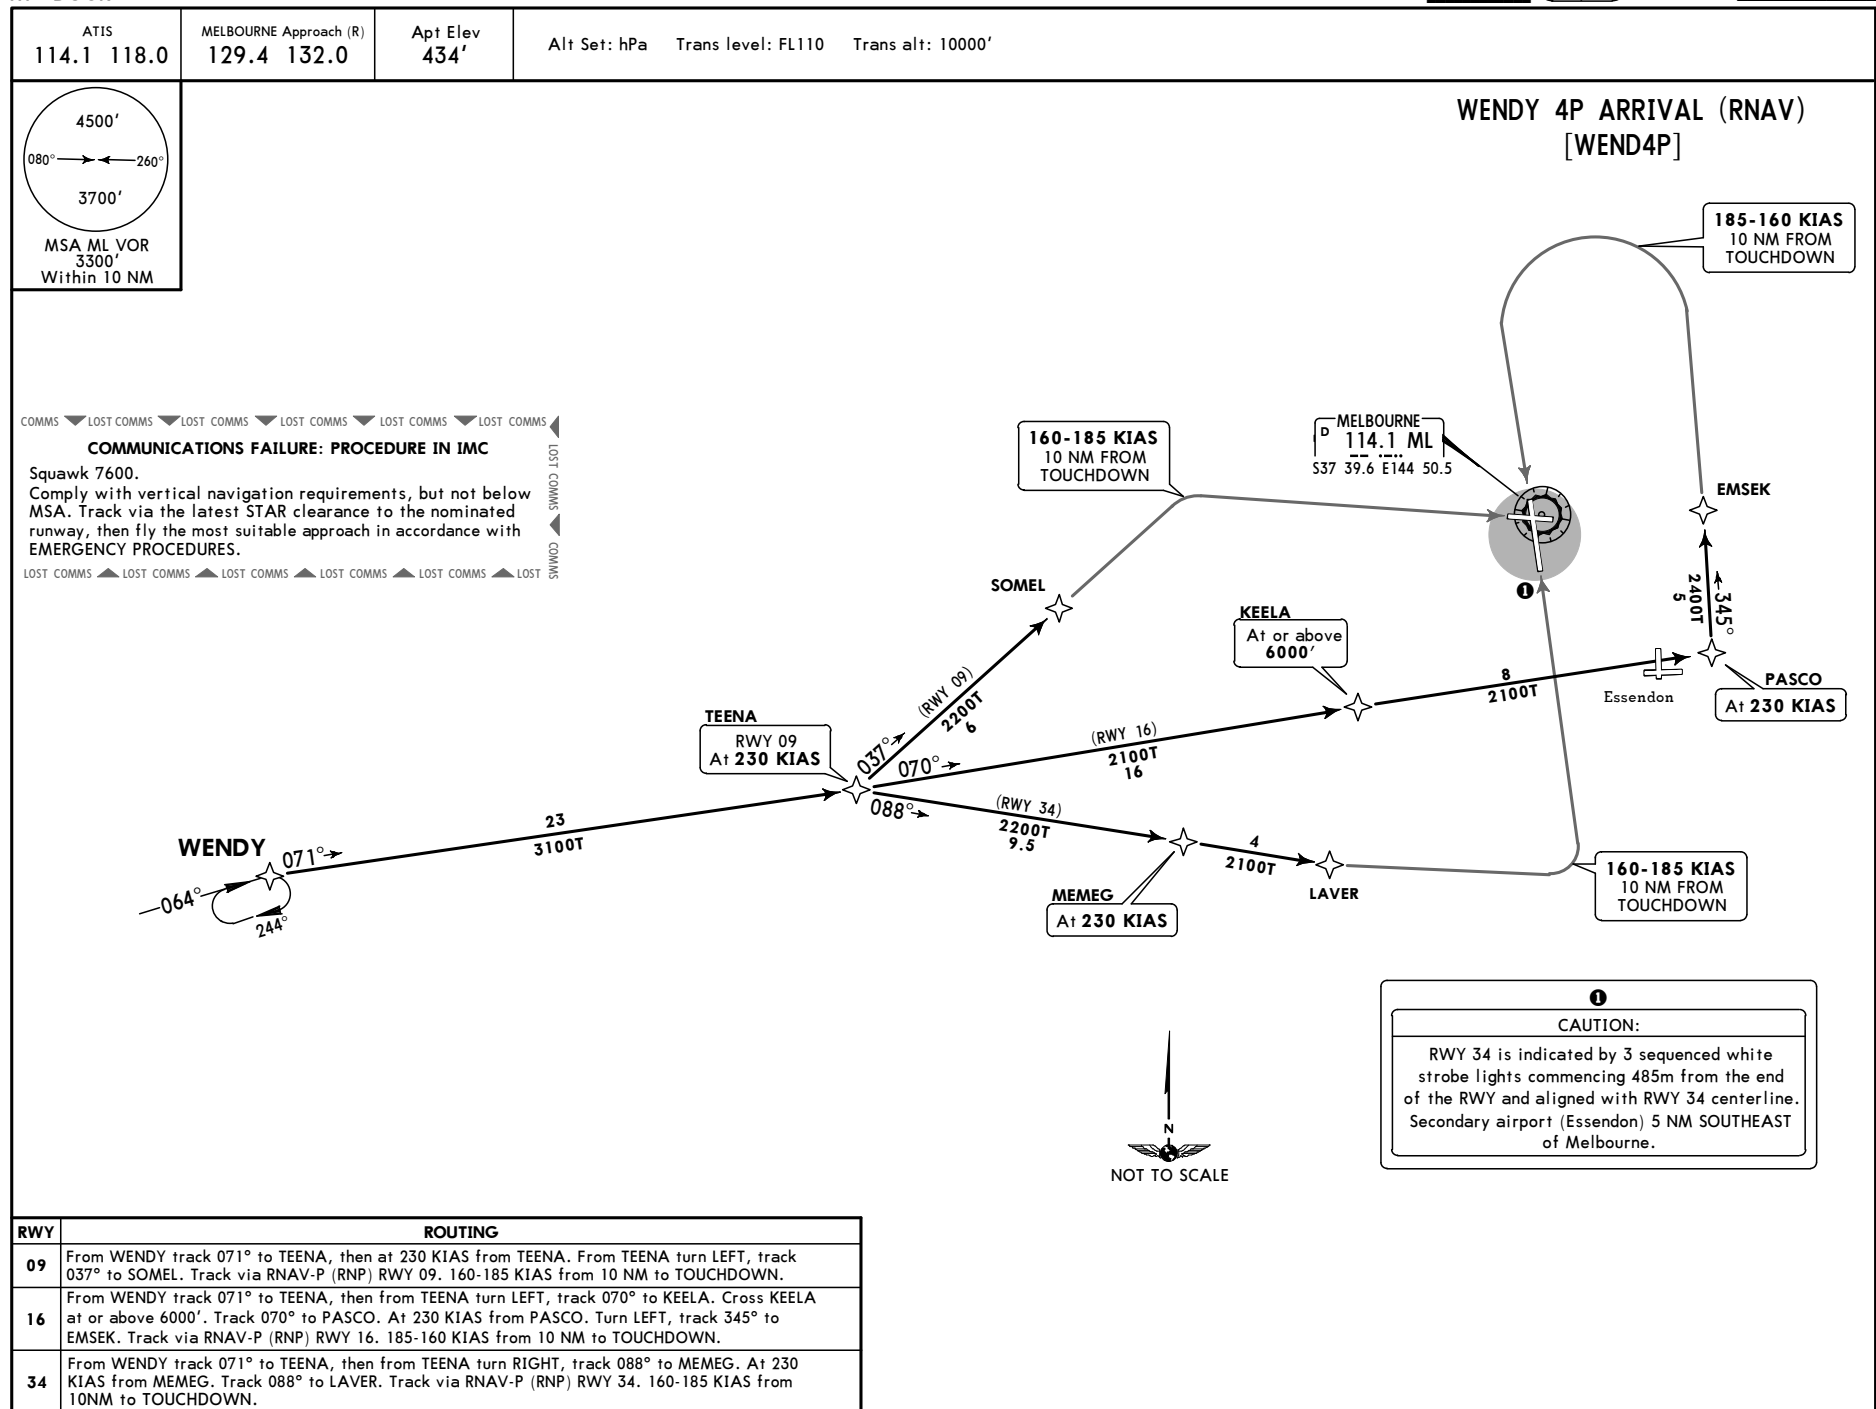 ATIS
114.1 118.0
MELBOURNE Approach (R)
129.4 132.0
Apt Elev
434'
Alt Set: hPa Trans level: FL110 Trans alt: 10000'
4500'
080° 260°
3700'
MSA ML VOR
3300'
Within 10 NM
WENDY 4P ARRIVAL (RNAV)
[WEND4P]
185-160 KIAS
10 NM FROM
TOUCHDOWN
COMMS LOST COMMS LOST COMMS LOST COMMS LOST COMMS LOST COMMS
LOST COMMS
COMMS
COMMUNICATIONS FAILURE: PROCEDURE IN IMC
Squawk 7600.
Comply with vertical navigation requirements, but not below
MSA. Track via the latest STAR clearance to the nominated
runway, then fly the most suitable approach in accordance with
EMERGENCY PROCEDURES.
LOST COMMS LOST COMMS LOST COMMS LOST COMMS LOST COMMS LOST
160-185 KIAS
10 NM FROM
TOUCHDOWN
MELBOURNE
D 114.1 ML
S37 39.6 E144 50.5
EMSEK
345°
2400T
5
SOMEL
KEELA
At or above
6000'
1
Essendon
PASCO
At 230 KIAS
8
2100T
(RWY 09)
2200T
6
037°
TEENA
RWY 09
At 230 KIAS
070°
(RWY 16)
2100T
16
088°
(RWY 34)
2200T
9.5
23
3100T
WENDY
071°
064°
244°
4
2100T
MEMEG
At 230 KIAS
LAVER
160-185 KIAS
10 NM FROM
TOUCHDOWN
1
CAUTION:
RWY 34 is indicated by 3 sequenced white
strobe lights commencing 485m from the end
of the RWY and aligned with RWY 34 centerline.
Secondary airport (Essendon) 5 NM SOUTHEAST
of Melbourne.
N
NOT TO SCALE
RWY ROUTING
09
From WENDY track 071° to TEENA, then at 230 KIAS from TEENA. From TEENA turn LEFT, track
037° to SOMEL. Track via RNAV-P (RNP) RWY 09. 160-185 KIAS from 10 NM to TOUCHDOWN.
16
From WENDY track 071° to TEENA, then from TEENA turn LEFT, track 070° to KEELA. Cross KEELA
at or above 6000'. Track 070° to PASCO. At 230 KIAS from PASCO. Turn LEFT, track 345° to
EMSEK. Track via RNAV-P (RNP) RWY 16. 185-160 KIAS from 10 NM to TOUCHDOWN.
34
From WENDY track 071° to TEENA, then from TEENA turn RIGHT, track 088° to MEMEG. At 230
KIAS from MEMEG. Track 088° to LAVER. Track via RNAV-P (RNP) RWY 34. 160-185 KIAS from
10NM to TOUCHDOWN.